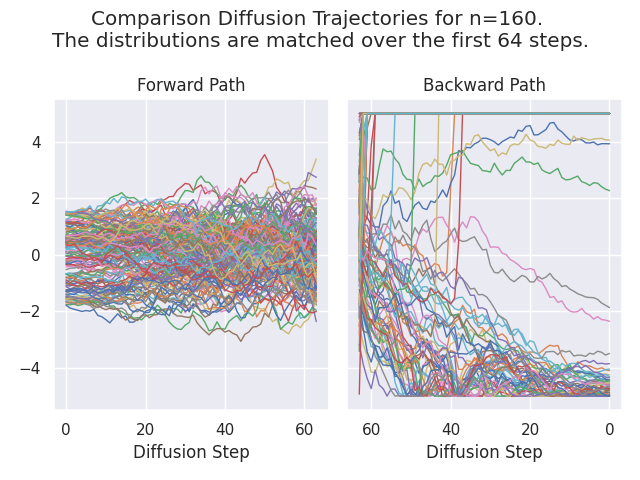 Comparison Diffusion Trajectories for n=160.
The distributions are matched over the first 64 steps.
Forward Path
Backward Path
4
2
0
−2
−4
0 20 40 60
60 40 20 0
Diffusion Step
Diffusion Step